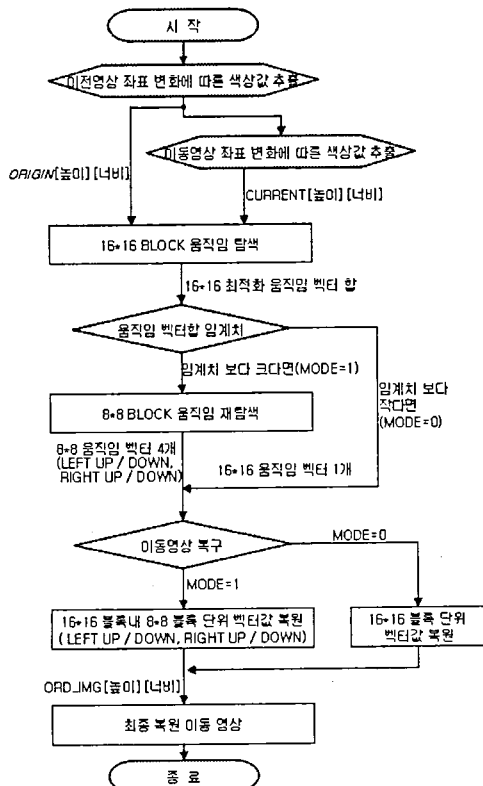 시 작
이전영상 좌표 변화에 따른 색상값 추출
이동영상 좌표 변화에 따른 색상값 추출
ORIGIN[높이][너비]
CURRENT[높이][너비]
16*16 BLOCK 움직임 탐색
16*16 최적화 움직임 벡터 합
움직임 벡터합 임계치
임계치 보다 크다면(MODE=1)
임계치 보다
작다면
(MODE=0)
8*8 BLOCK 움직임 재탐색
8*8 움직임 벡터 4개
(LEFT UP / DOWN,
RIGHT UP / DOWN)
16*16 움직임 벡터 1개
이동영상 복구
MODE=0
MODE=1
16*16 블록내 8*8 블록 단위 벡터값 복원
( LEFT UP / DOWN, RIGHT UP / DOWN)
16*16 블록 단위
벡터값 복원
ORD_IMG[높이][너비]
최종 복원 이동 영상
종 료